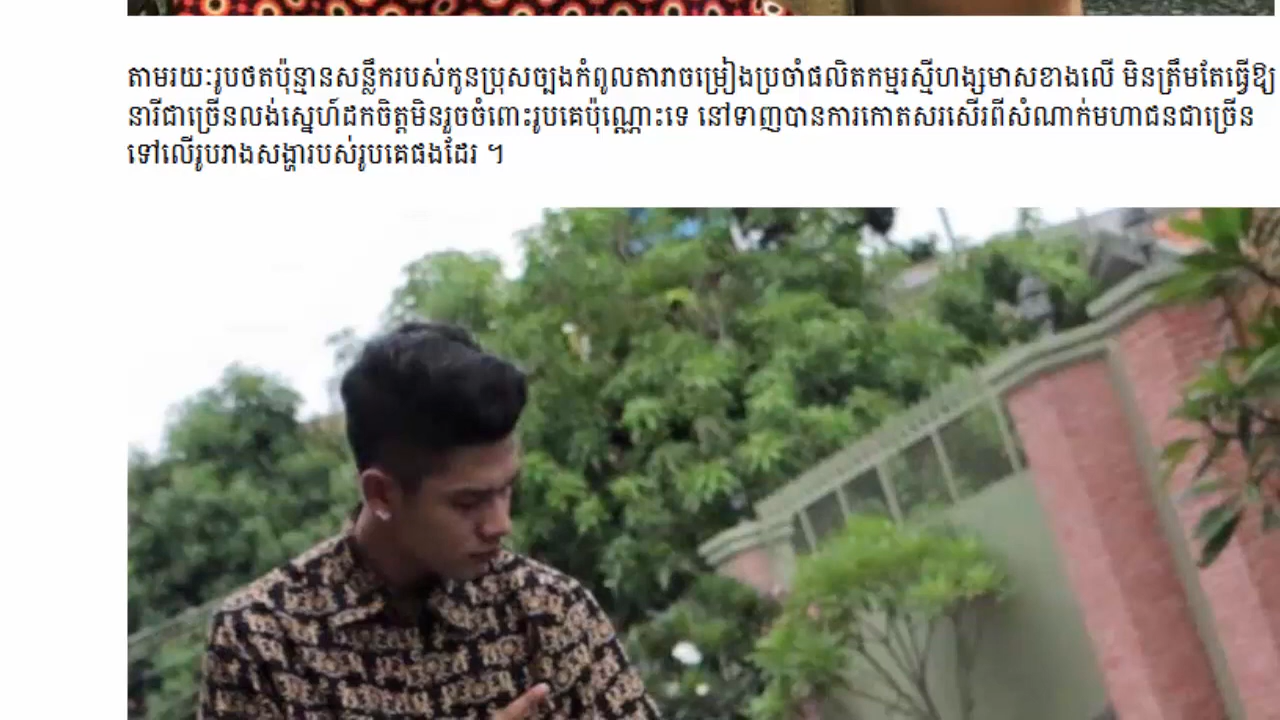 តាមរយៈរូបថតប៉ុន្មានសន្លឹករបស់កូនប្រុសច្បងកំពូលតារាចម្រៀងប្រចាំផលិតកម្មរស្មីហង្សមាសខាងលើ មិនត្រឹមតែធ្វើឱ្យ
នារីជាច្រើនលង់ស្នេហ៍ដកចិត្តមិនរួចចំពោះរូបគេប៉ុណ្ណោះទេ នៅទាញបានការកោតសរសើរពីសំណាក់មហាជនជាច្រើន
ទៅលើរូបរាងសង្ហារបស់រូបគេផងដែរ ។